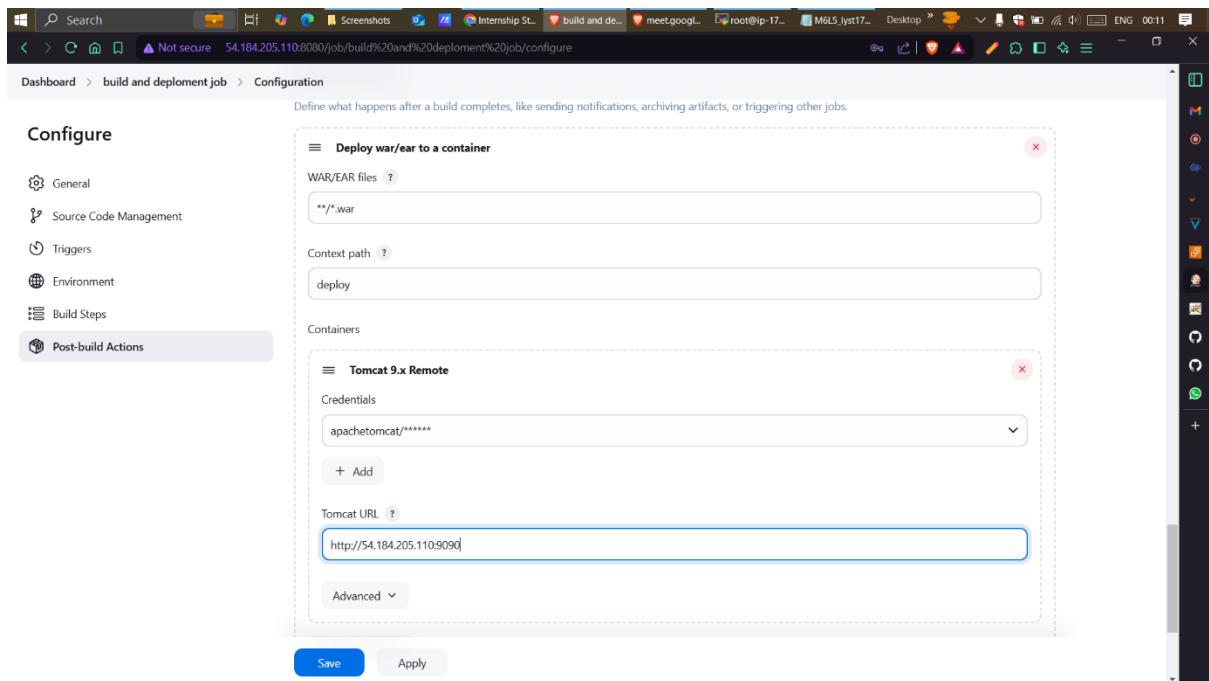 Search
Screenshots
Internship St...
build and de...
meet.googl...
root@ip-17...
M6L5_lyst17...
Desktop
»
ENG
00:11
Not secure
54.184.205.110:8080/job/build%20and%20deploment%20job/configure
Dashboard > build and deploment job > Configuration
Define what happens after a build completes, like sending notifications, archiving artifacts, or triggering other jobs.
Configure
General
Source Code Management
Triggers
Environment
Build Steps
Post-build Actions
Deploy war/ear to a container
WAR/EAR files ?
**/*.war
Context path ?
deploy
Containers
Tomcat 9.x Remote
Credentials
apachetomcat/******
+ Add
Tomcat URL ?
http://54.184.205.110:9090
Advanced
Save
Apply